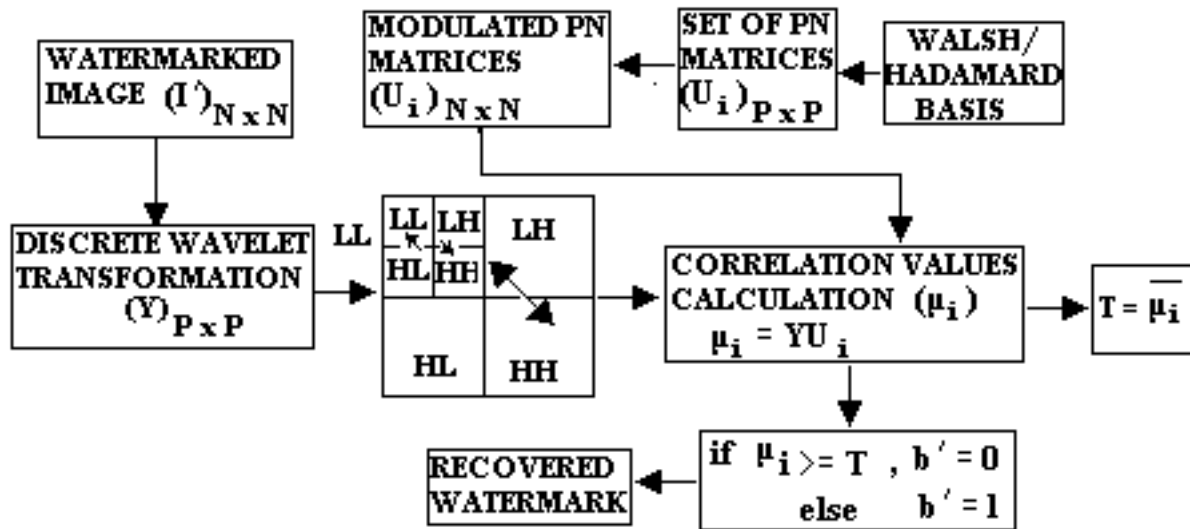 WATERMARKED
IMAGE (I')N x N
MODULATED PN
MATRICES
(Ui)N x N
SET OF PN
MATRICES
(Ui)P x P
WALSH/
HADAMARD
BASIS
DISCRETE WAVELET
TRANSFORMATION
(Y)P x P
LL
LL LH
HL HH
LH
HL
HH
CORRELATION VALUES
CALCULATION (μi)
μi = YUi
T = μ̅i
if μi >= T , b' = 0
else b' = 1
RECOVERED
WATERMARK